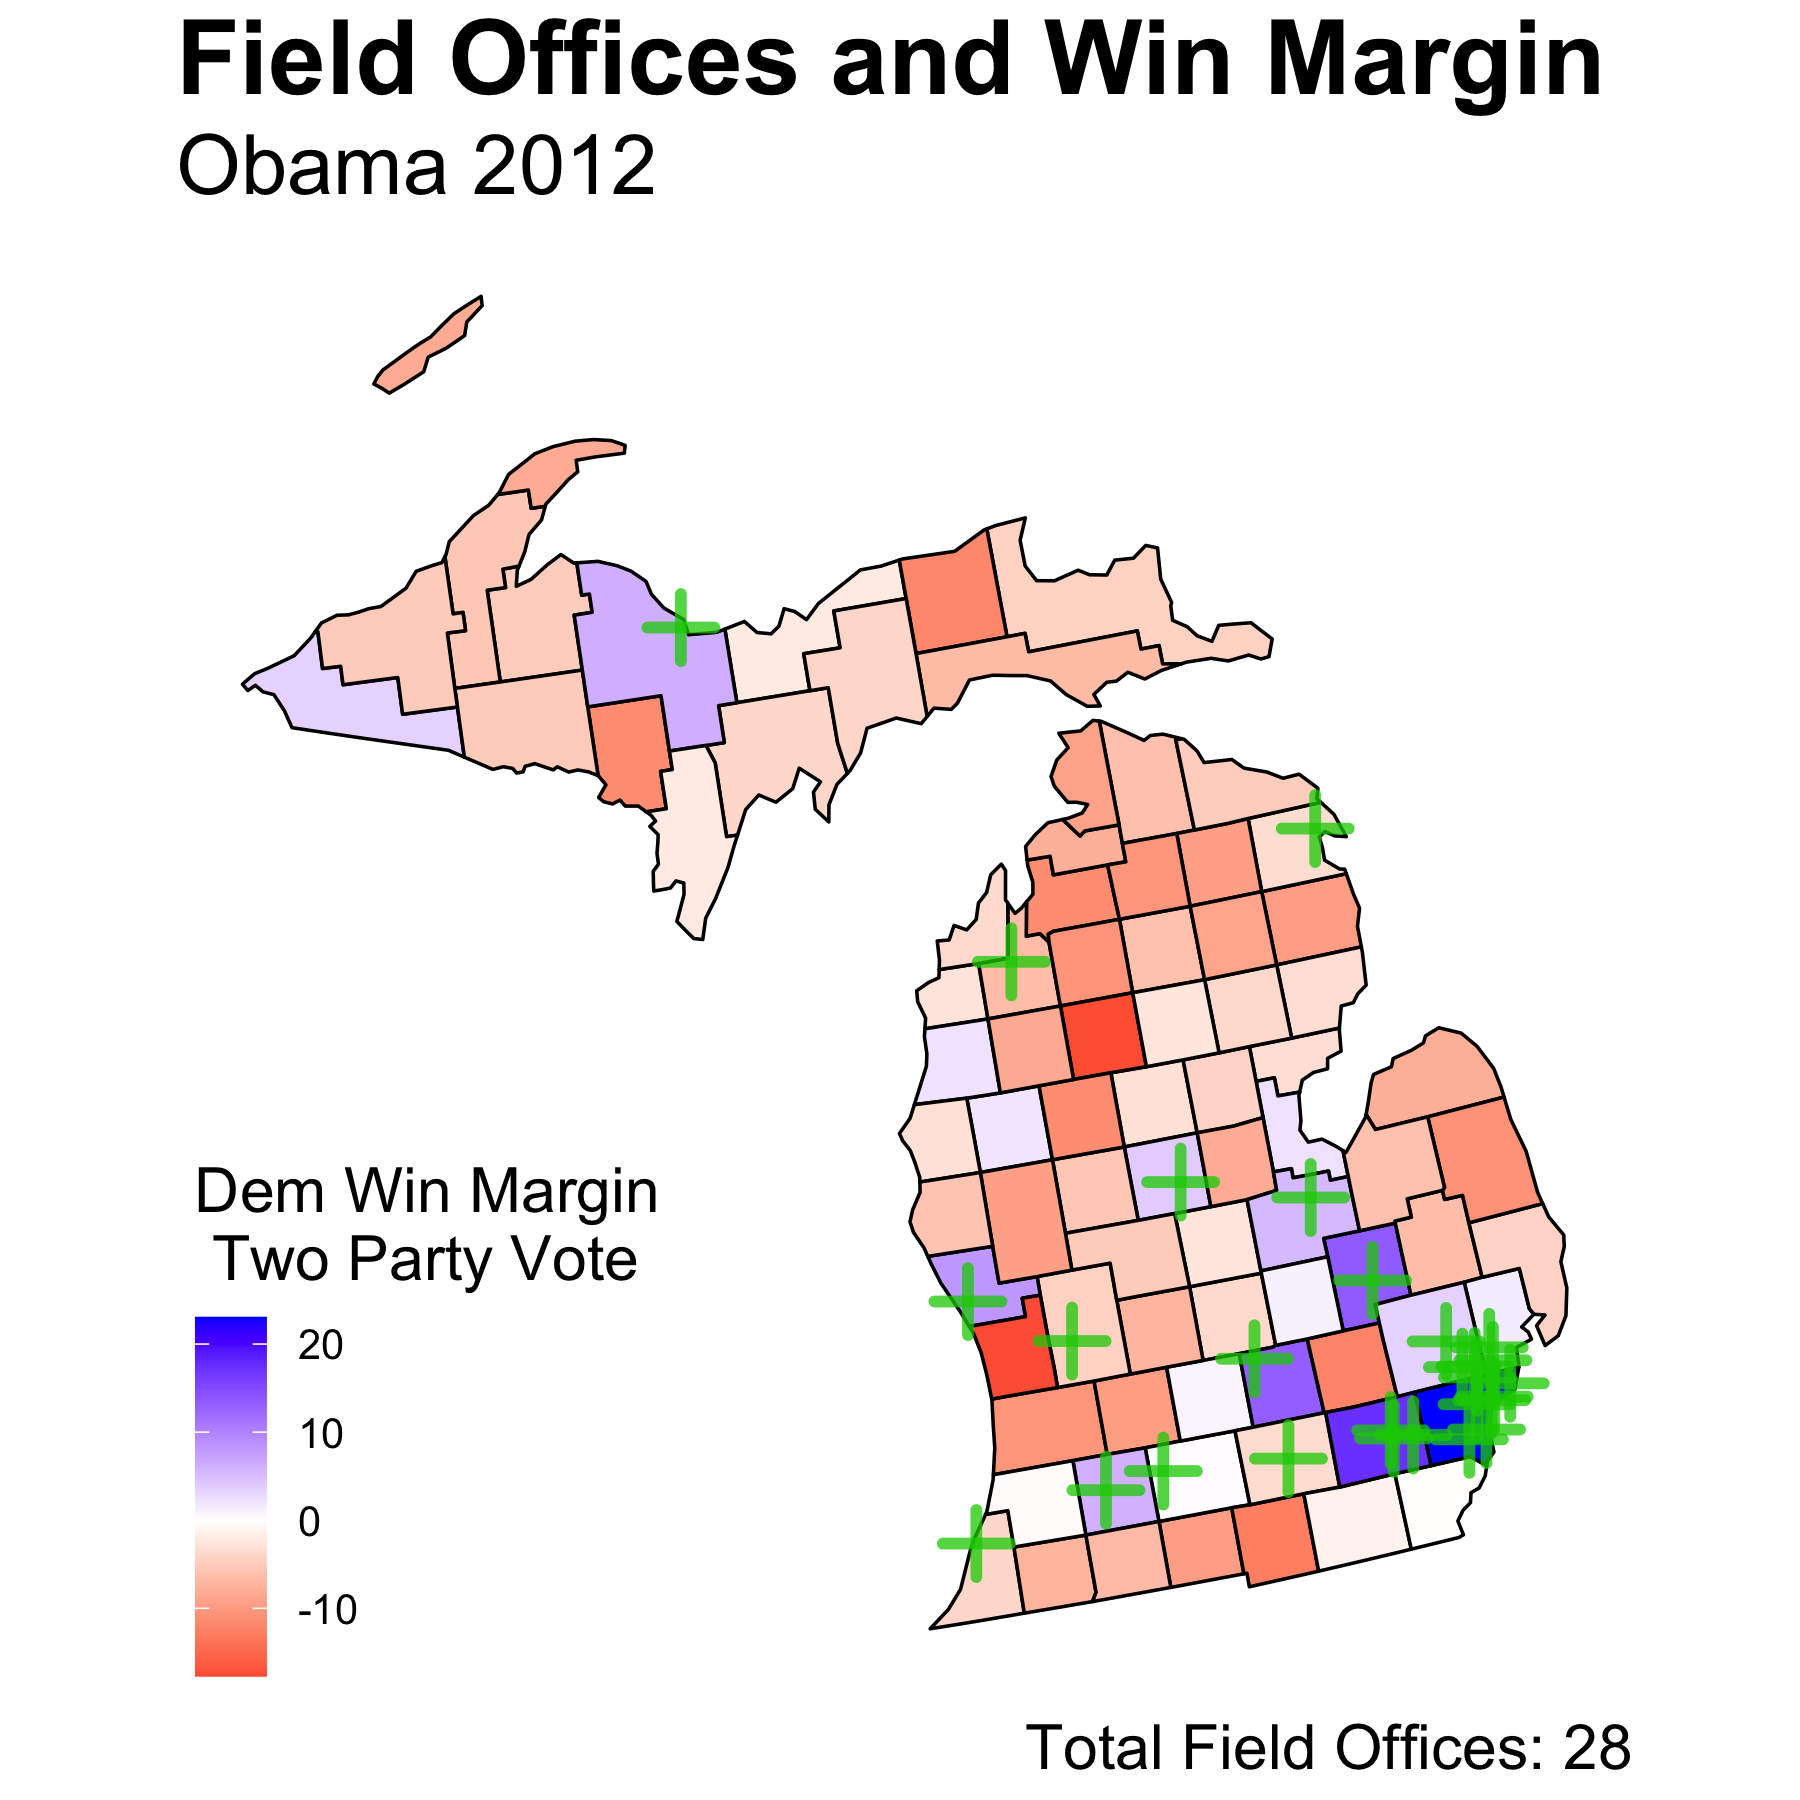 Field Offices and Win Margin
Obama 2012
Dem Win Margin
Two Party Vote
20
10
0
-10
Total Field Offices: 28